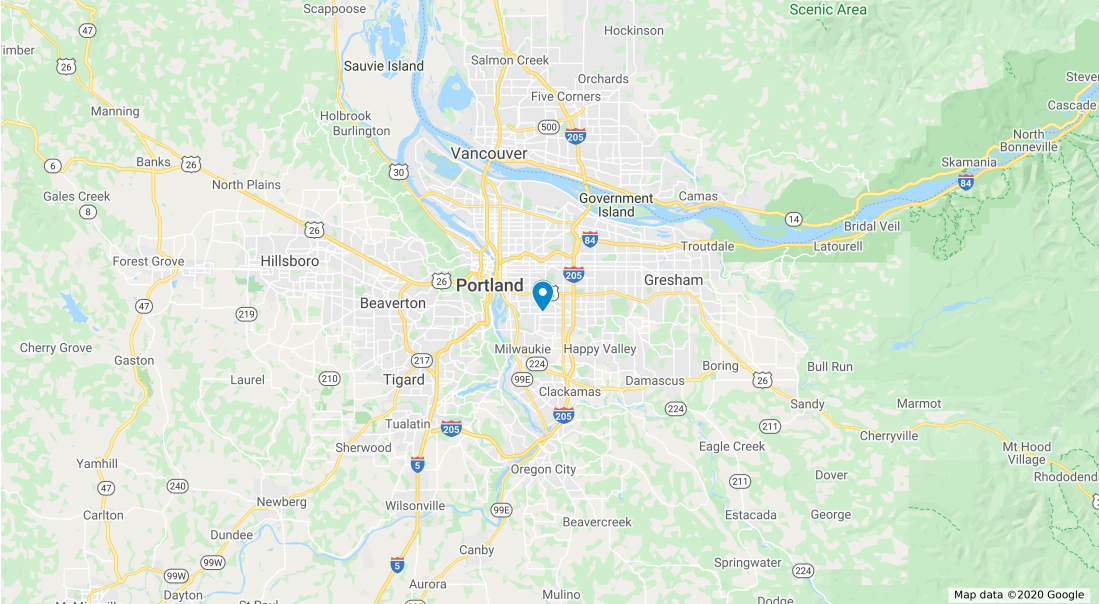 Scappoose
Scenic Area
47
Hockinson
imber
26
Sauvie Island
Salmon Creek
Orchards
Steve
Five Corners
Cascade
Manning
Holbrook
Burlington
500
205
North
Bonneville
Vancouver
Banks
26
6
30
Skamania
84
North Plains
Gales Creek
8
Camas
Government
Island
14
Bridal Veil
26
84
Troutdale
Latourell
Forest Grove
Hillsboro
205
Gresham
26
Portland
Beaverton
47
219
Cherry Grove
Gaston
Milwaukie
Happy Valley
217
224
Boring
Bull Run
Laurel
210
Tigard
99E
Damascus
26
Clackamas
Sandy
Marmot
224
205
Tualatin
205
211
Cherryville
Sherwood
Eagle Creek
Mt Hood
Village
Yamhill
5
Oregon City
Dover
Rhododend
47
240
211
Newberg
Wilsonville
99E
Carlton
Estacada
George
Beavercreek
Dundee
Canby
99W
5
Springwater
99W
224
Aurora
Dayton
Mulino
St Paul
Dodge
Map data ©2020 Google